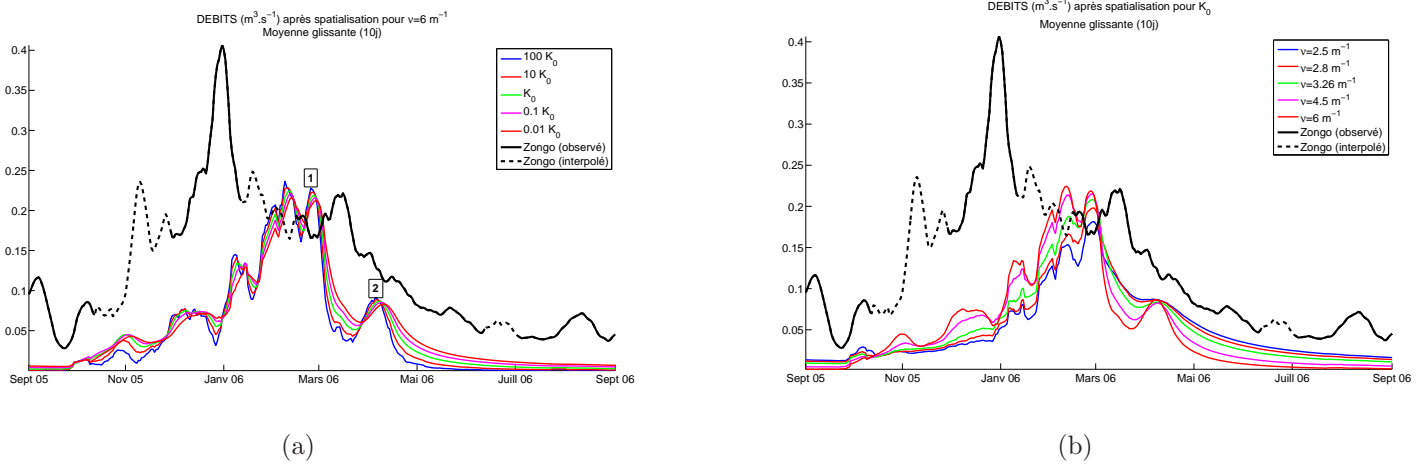 DEBITS (m³.s⁻¹) après spatialisation pour ν=6 m⁻¹
Moyenne glissante (10j)
0.4
0.35
0.3
0.25
0.2
0.15
0.1
0.05
Sept 05
Nov 05
Janv 06
Mars 06
Mai 06
Juill 06
Sept 06
100 K₀
10 K₀
K₀
0.1 K₀
0.01 K₀
Zongo (observé)
Zongo (interpolé)
1
2
(a)
DEBITS (m³.s⁻¹) après spatialisation pour K₀
Moyenne glissante (10j)
0.4
0.35
0.3
0.25
0.2
0.15
0.1
0.05
Sept 05
Nov 05
Janv 06
Mars 06
Mai 06
Juill 06
Sept 06
ν=2.5 m⁻¹
ν=2.8 m⁻¹
ν=3.26 m⁻¹
ν=4.5 m⁻¹
ν=6 m⁻¹
Zongo (observé)
Zongo (interpolé)
(b)